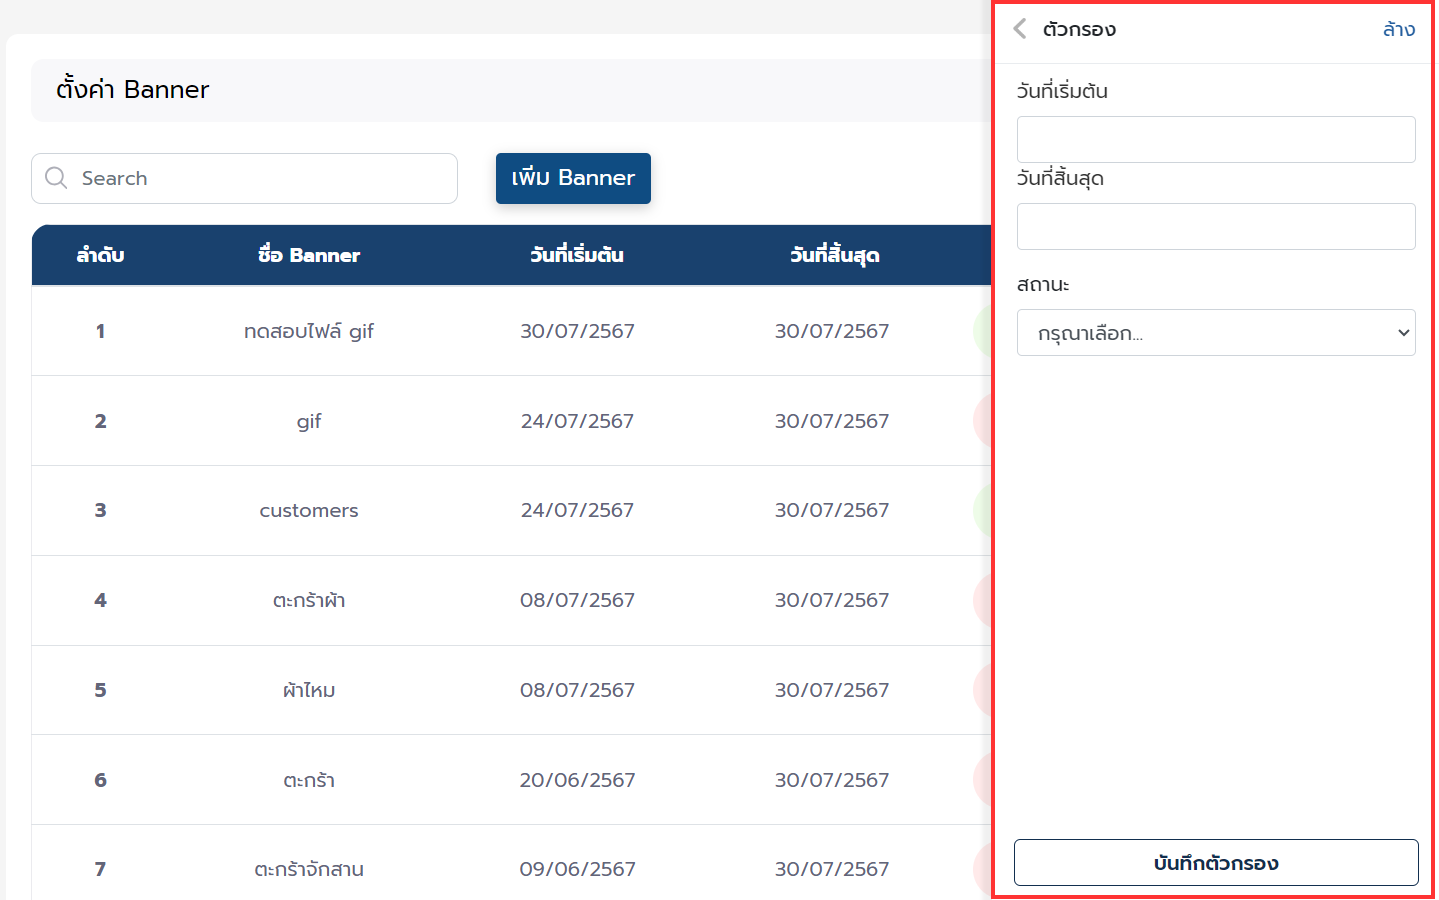 ตั้งค่า Banner
Search
เพิ่ม Banner
ลำดับ ชื่อ Banner วันที่เริ่มต้น วันที่สิ้นสุด
1 ทดสอบไฟล์ gif 30/07/2567 30/07/2567
2 gif 24/07/2567 30/07/2567
3 customers 24/07/2567 30/07/2567
4 ตะกร้าผ้า 08/07/2567 30/07/2567
5 ผ้าไหม 08/07/2567 30/07/2567
6 ตะกร้า 20/06/2567 30/07/2567
7 ตะกร้าจักสาน 09/06/2567 30/07/2567
ตัวกรอง
ล้าง
วันที่เริ่มต้น
วันที่สิ้นสุด
สถานะ
กรุณาเลือก...
บันทึกตัวกรอง